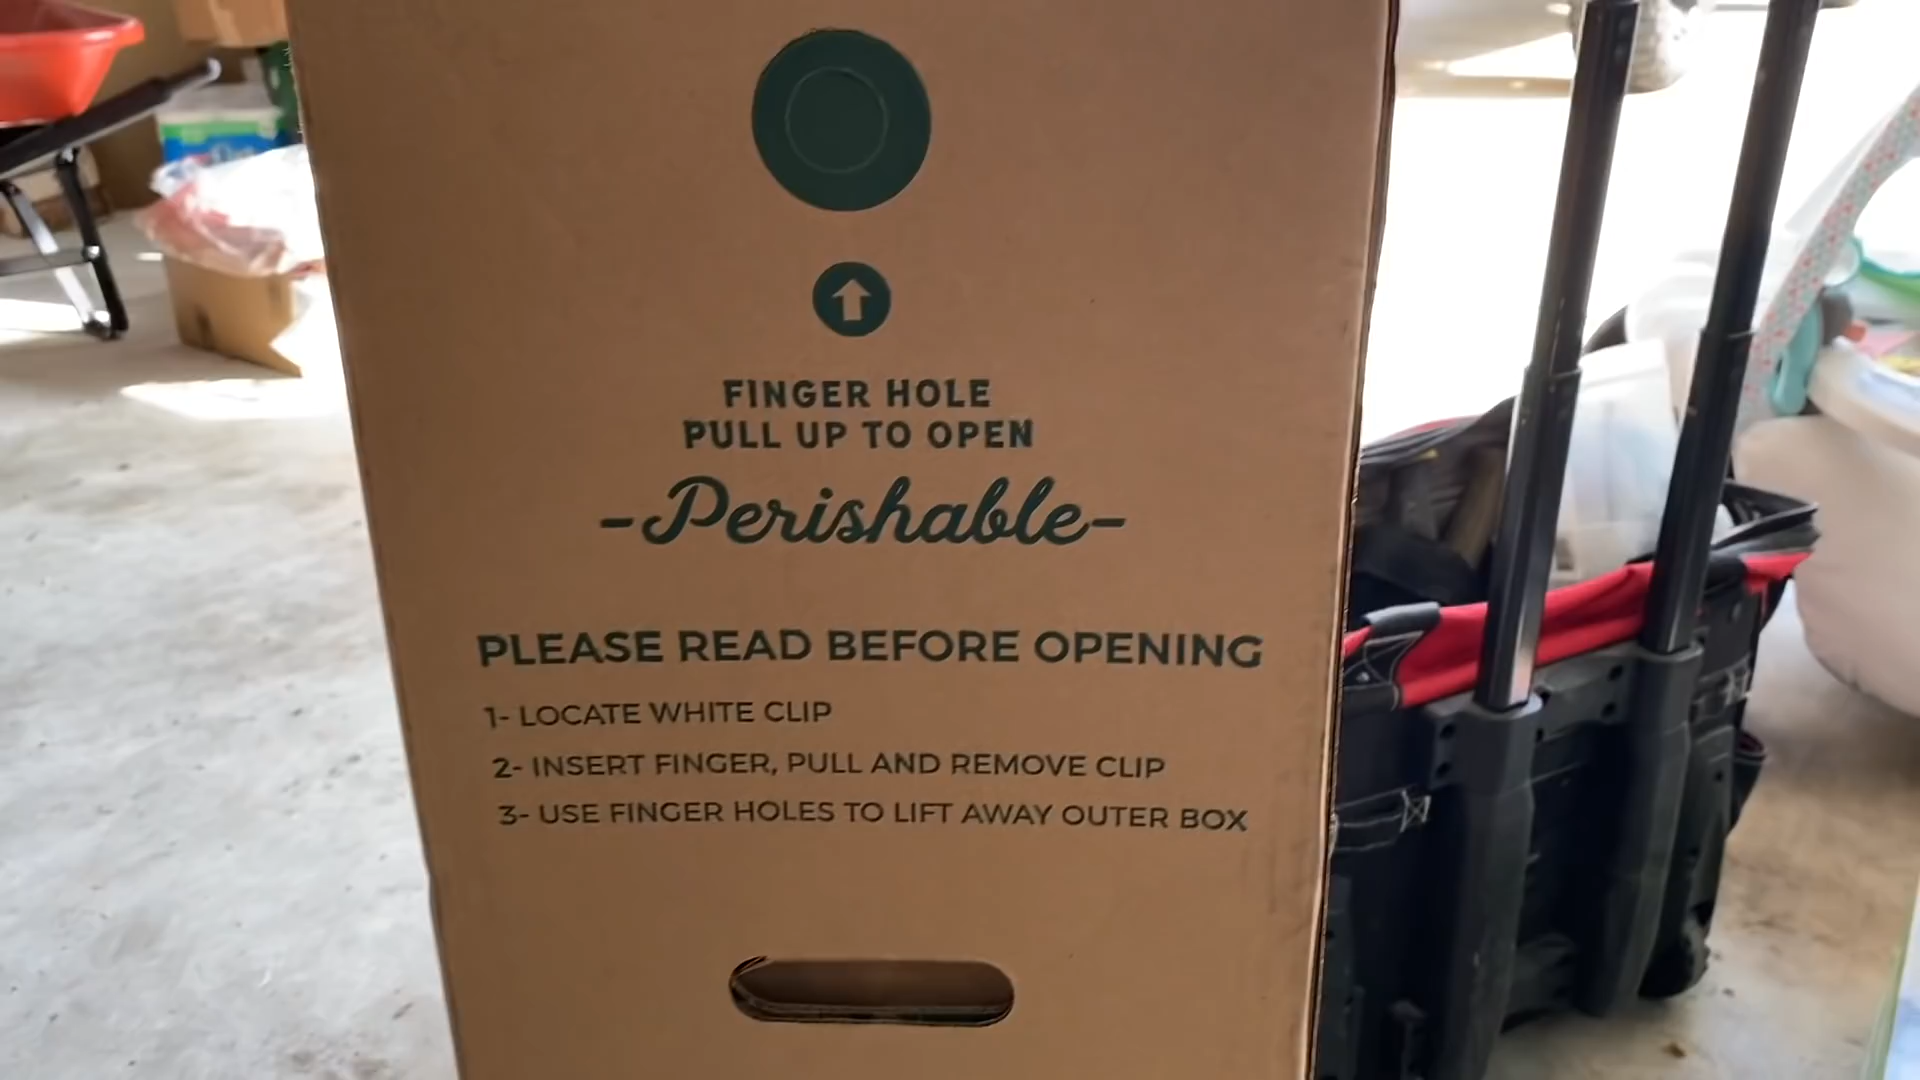 FINGER HOLE
PULL UP TO OPEN
-Perishable-
PLEASE READ BEFORE OPENING
1- LOCATE WHITE CLIP
2- INSERT FINGER, PULL AND REMOVE CLIP
3- USE FINGER HOLES TO LIFT AWAY OUTER BOX